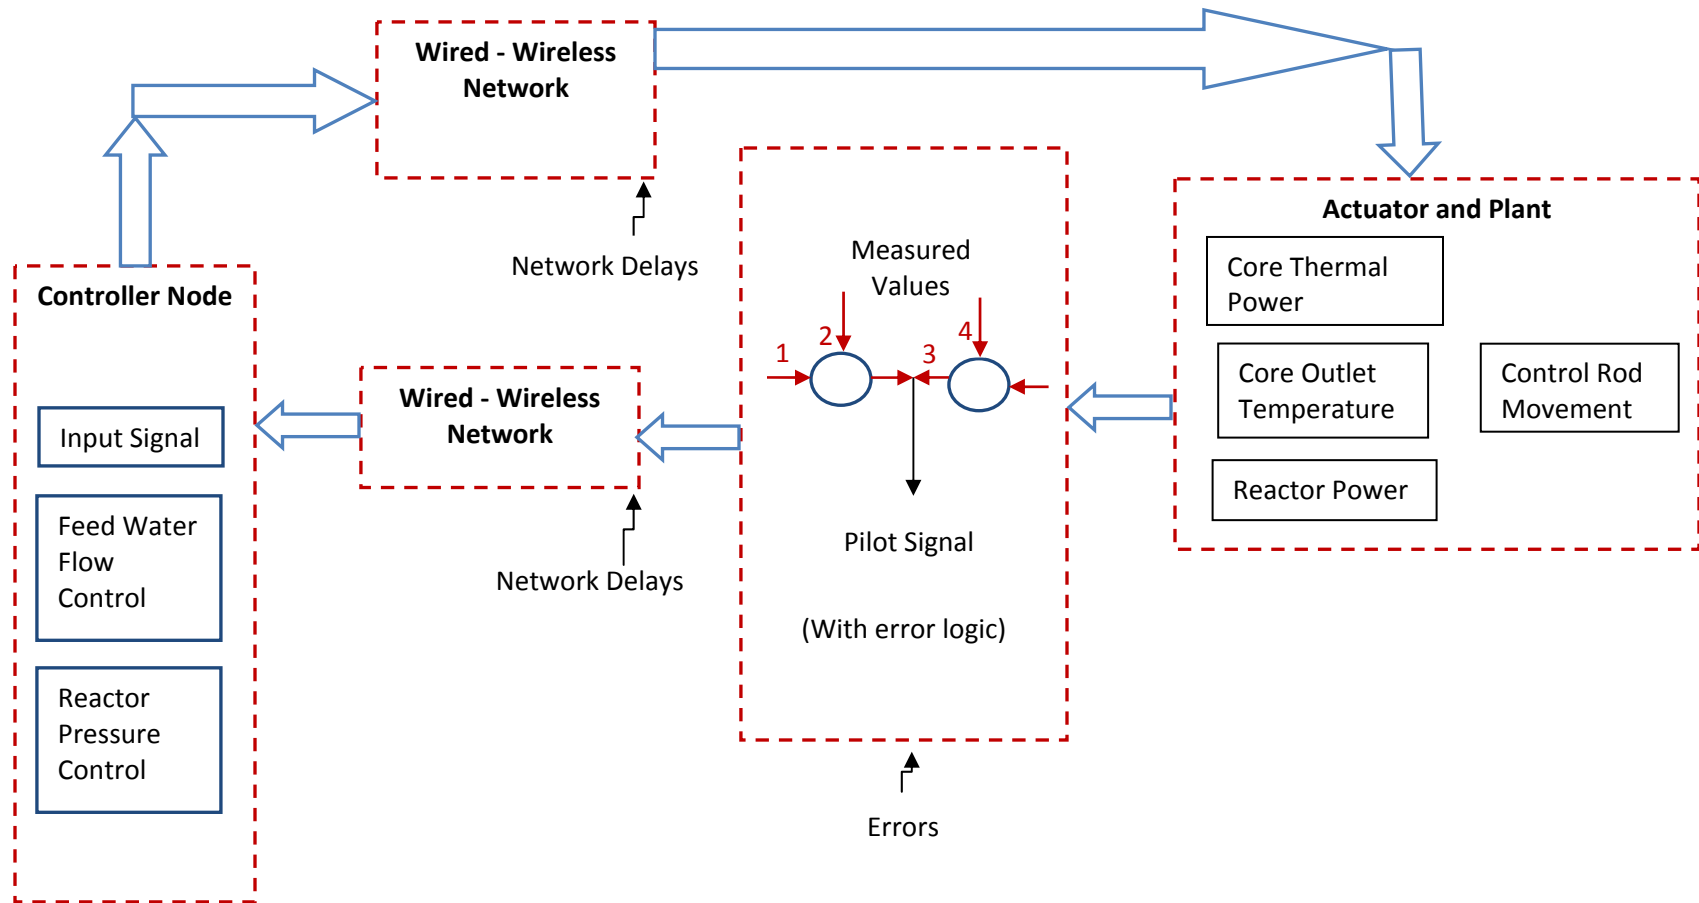 Wired - Wireless
Network
Network Delays
Controller Node
Input Signal
Feed Water
Flow
Control
Reactor
Pressure
Control
Wired - Wireless
Network
Network Delays
Measured
Values
1
2
3
4
Pilot Signal
(With error logic)
Errors
Actuator and Plant
Core Thermal
Power
Core Outlet
Temperature
Control Rod
Movement
Reactor Power